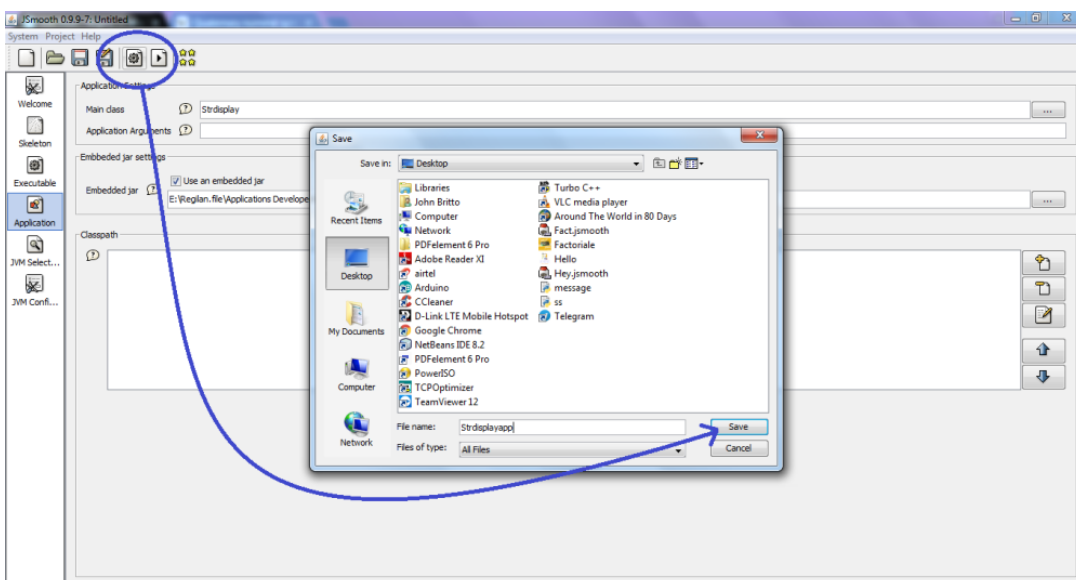 JSmooth 0.9.9-7: Untitled
System Project Help
Welcome
Skeleton
Executable
Application
JVM Select...
JVM Confi...
Application Settings
Main class
Strdisplay
...
Application Arguments
Embbeded jar settings
Use an embedded jar
Embedded jar
E:\Regilan.file\Applications Develope
...
Classpath
Save
Save in:
Desktop
Recent Items
Desktop
My Documents
Computer
Network
Libraries
John Britto
Computer
Network
PDFelement 6 Pro
Adobe Reader XI
airtel
Arduino
CCleaner
D-Link LTE Mobile Hotspot
Google Chrome
NetBeans IDE 8.2
PDFelement 6 Pro
PowerISO
TCPOptimizer
TeamViewer 12
Turbo C++
VLC media player
Around The World in 80 Days
Fact.jsmooth
Factoriale
Hello
Hey.jsmooth
message
ss
Telegram
File name:
Strdisplayapp
Save
Files of type:
All Files
Cancel